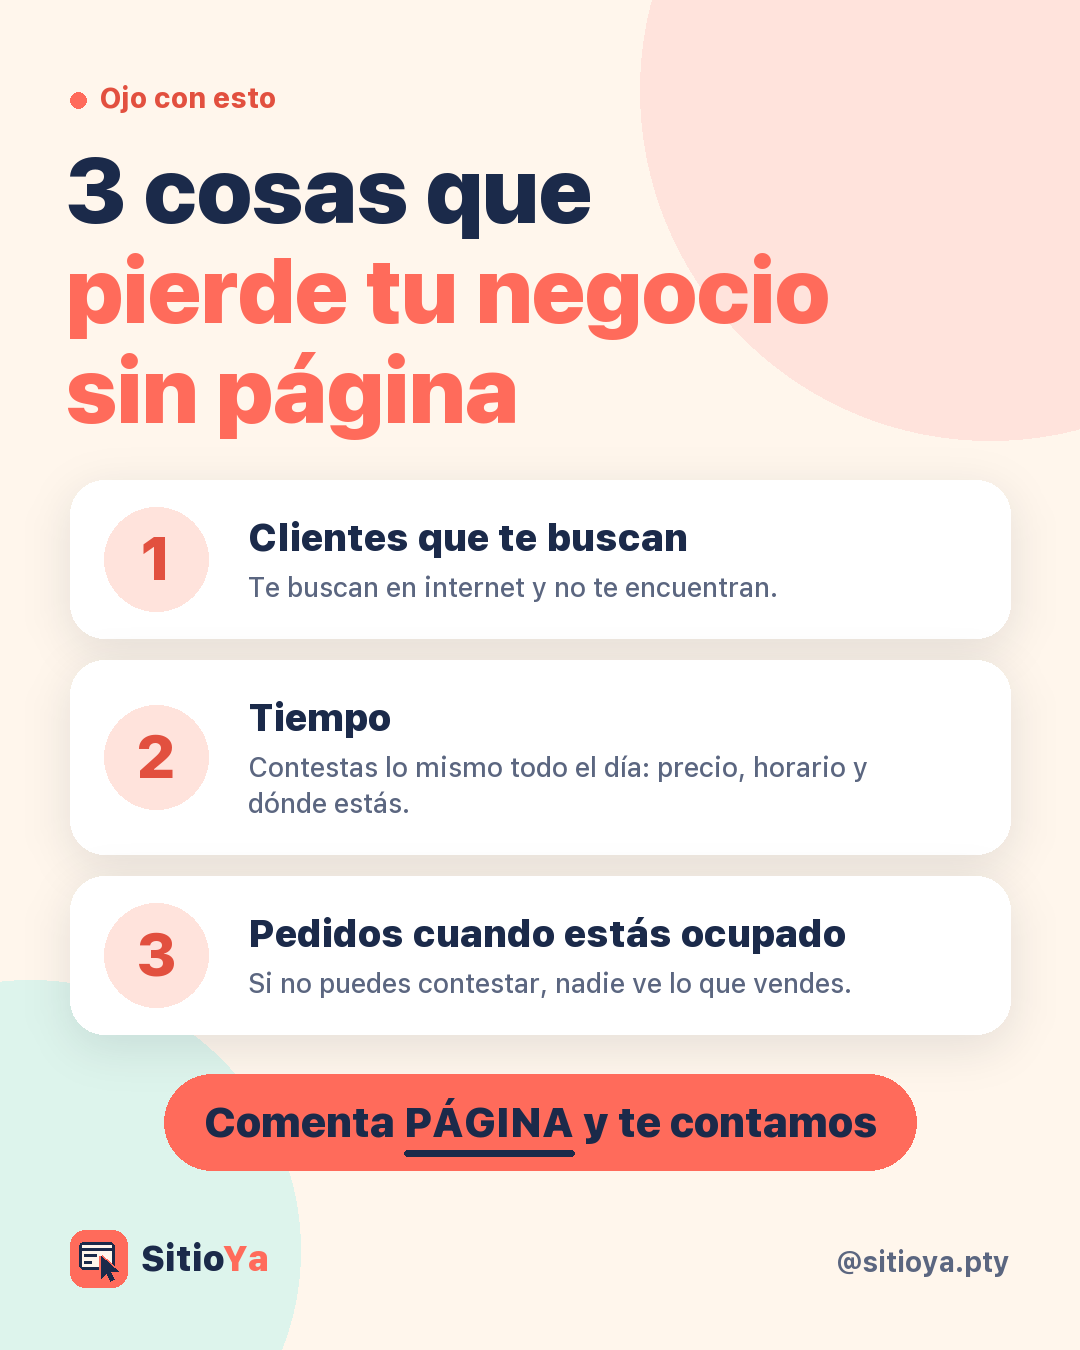 Ojo con esto
3 cosas que
pierde tu negocio
sin página
1
Clientes que te buscan
Te buscan en internet y no te encuentran.
2
Tiempo
Contestas lo mismo todo el día: precio, horario y
dónde estás.
3
Pedidos cuando estás ocupado
Si no puedes contestar, nadie ve lo que vendes.
Comenta PÁGINA y te contamos
SitioYa
@sitioya.pty